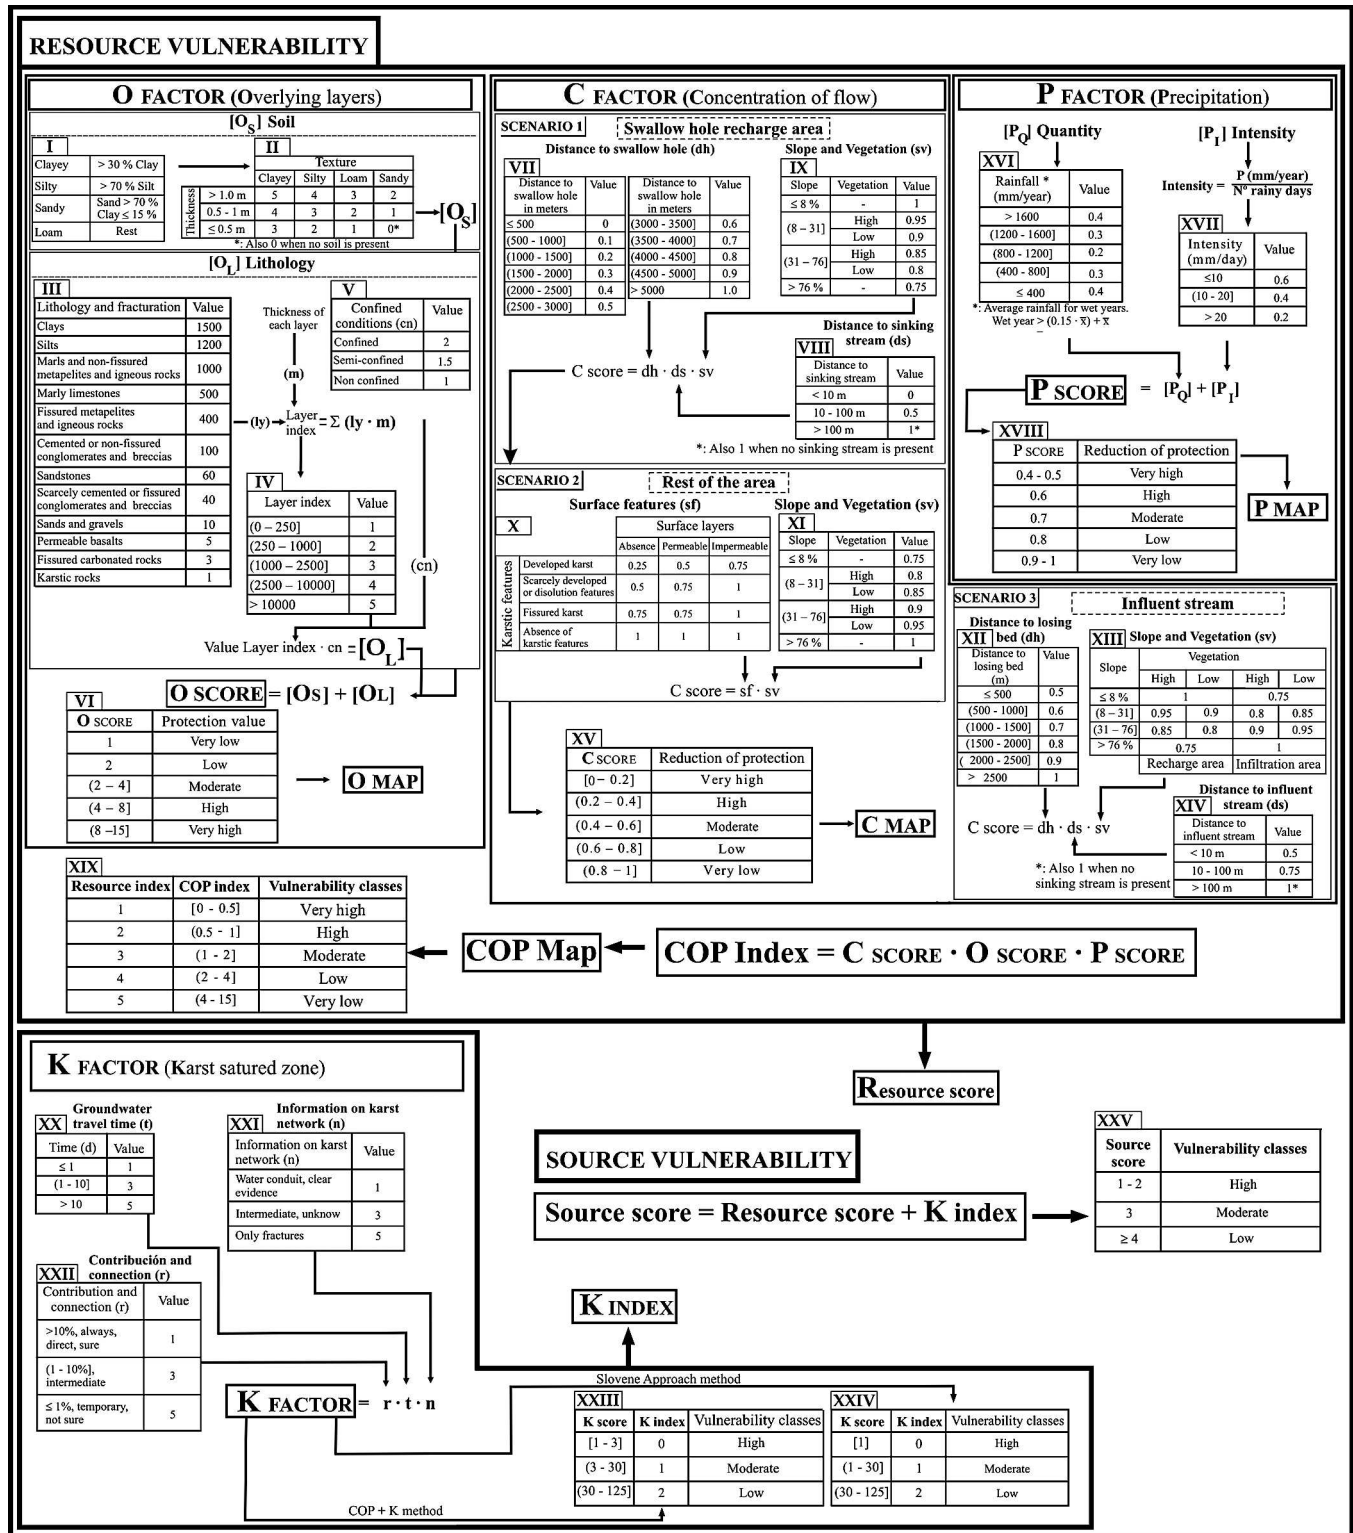 RESOURCE VULNERABILITY
O FACTOR (Overlying layers)
[OS] Soil
I
Clayey > 30 % Clay
Silty > 70 % Silt
Sandy Sand > 70 % Clay ≤ 15 %
Loam Rest
II
Texture
Clayey Silty Loam Sandy
Thickness
> 1.0 m 5 4 3 2
0.5 - 1 m 4 3 2 1
≤ 0.5 m 3 2 1 0*
[OS]
*: Also 0 when no soil is present
[OL] Lithology
III
Lithology and fracturation Value
Clays 1500
Silts 1200
Marls and non-fissured metapelites and igneous rocks 1000
Marly limestones 500
Fissured metapelites and igneous rocks 400
Cemented or non-fissured conglomerates and breccias 100
Sandstones 60
Scarcely cemented or fissured conglomerates and breccias 40
Sands and gravels 10
Permeable basalts 5
Fissured carbonated rocks 3
Karstic rocks 1
Thickness of
each layer
(m)
(ly) Layer index = Σ (ly · m)
V
Confined conditions (cn) Value
Confined 2
Semi-confined 1.5
Non confined 1
IV
Layer index Value
(0 – 250] 1
(250 – 1000] 2
(1000 – 2500] 3
(2500 – 10000] 4
> 10000 5
(cn)
Value Layer index · cn = [OL]
O SCORE = [OS] + [OL]
VI
O SCORE Protection value
1 Very low
2 Low
(2 – 4] Moderate
(4 – 8] High
(8 –15] Very high
O MAP
C FACTOR (Concentration of flow)
SCENARIO 1
Swallow hole recharge area
Distance to swallow hole (dh)
VII
Distance to swallow hole in meters Value Distance to swallow hole in meters Value
≤ 500 0 (3000 - 3500] 0.6
(500 - 1000] 0.1 (3500 - 4000] 0.7
(1000 - 1500] 0.2 (4000 - 4500] 0.8
(1500 - 2000] 0.3 (4500 - 5000] 0.9
(2000 - 2500] 0.4 > 5000 1.0
(2500 - 3000] 0.5
Slope and Vegetation (sv)
IX
Slope Vegetation Value
≤ 8 % - 1
(8 – 31] High 0.95
Low 0.9
(31 – 76] High 0.85
Low 0.8
> 76 % - 0.75
Distance to sinking
stream (ds)
VIII
Distance to sinking stream Value
< 10 m 0
10 - 100 m 0.5
> 100 m 1*
C score = dh · ds · sv
*: Also 1 when no sinking stream is present
SCENARIO 2
Rest of the area
Surface features (sf)
X
Surface layers
Absence Permeable Impermeable
Karstic features
Developed karst 0.25 0.5 0.75
Scarcely developed or disolution features 0.5 0.75 1
Fissured karst 0.75 0.75 1
Absence of karstic features 1 1 1
Slope and Vegetation (sv)
XI
Slope Vegetation Value
≤ 8 % - 0.75
(8 – 31] High 0.8
Low 0.85
(31 – 76] High 0.9
Low 0.95
> 76 % - 1
C score = sf · sv
XV
C SCORE Reduction of protection
[0 – 0.2] Very high
(0.2 – 0.4] High
(0.4 – 0.6] Moderate
(0.6 – 0.8] Low
(0.8 – 1] Very low
C MAP
P FACTOR (Precipitation)
[PQ] Quantity
XVI
Rainfall * (mm/year) Value
> 1600 0.4
(1200 - 1600] 0.3
(800 - 1200] 0.2
(400 - 800] 0.3
≤ 400 0.4
*: Average rainfall for wet years.
Wet year > (0.15 · x̄) + x̄
[PI] Intensity
Intensity = P (mm/year) / Nº rainy days
XVII
Intensity (mm/day) Value
≤10 0.6
(10 - 20] 0.4
> 20 0.2
P SCORE = [PQ] + [PI]
XVIII
P SCORE Reduction of protection
0.4 - 0.5 Very high
0.6 High
0.7 Moderate
0.8 Low
0.9 - 1 Very low
P MAP
SCENARIO 3
Influent stream
Distance to losing
bed (dh)
XII
Distance to losing bed (m) Value
≤ 500 0.5
(500 - 1000] 0.6
(1000 - 1500] 0.7
(1500 - 2000] 0.8
( 2000 - 2500] 0.9
> 2500 1
XIII Slope and Vegetation (sv)
Slope Vegetation
High Low High Low
≤ 8 % 1 0.75
(8 – 31] 0.95 0.9 0.8 0.85
(31 – 76] 0.85 0.8 0.9 0.95
> 76 % 0.75 1
Recharge area Infiltration area
Distance to influent
stream (ds)
XIV
Distance to influent stream Value
< 10 m 0.5
10 - 100 m 0.75
> 100 m 1*
C score = dh · ds · sv
*: Also 1 when no
sinking stream is present
XIX
Resource index COP index Vulnerability classes
1 [0 - 0.5] Very high
2 (0.5 - 1] High
3 (1 - 2] Moderate
4 (2 - 4] Low
5 (4 - 15] Very low
COP Map
COP Index = C SCORE · O SCORE · P SCORE
K FACTOR (Karst satured zone)
Groundwater
travel time (t)
XX
Time (d) Value
≤ 1 1
(1 - 10] 3
> 10 5
Information on karst
network (n)
XXI
Information on karst network (n) Value
Water conduit, clear evidence 1
Intermediate, unknow 3
Only fractures 5
Contribución and
connection (r)
XXII
Contribution and connection (r) Value
>10%, always, direct, sure 1
(1 - 10%], intermediate 3
≤ 1%, temporary, not sure 5
K FACTOR = r · t · n
Resource score
SOURCE VULNERABILITY
Source score = Resource score + K index
XXV
Source score Vulnerability classes
1 - 2 High
3 Moderate
≥ 4 Low
K INDEX
Slovene Approach method
XXIII
K score K index Vulnerability classes
[1 - 3] 0 High
(3 - 30] 1 Moderate
(30 - 125] 2 Low
XXIV
K score K index Vulnerability classes
[1] 0 High
(1 - 30] 1 Moderate
(30 - 125] 2 Low
COP + K method